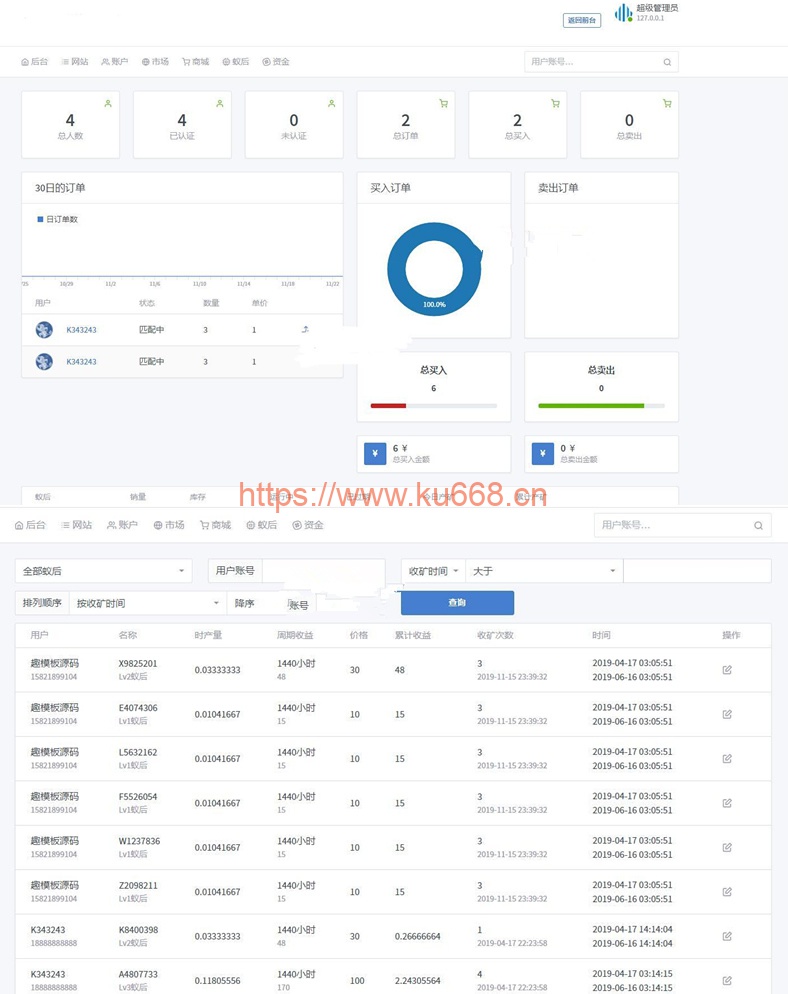 返回前台
超级管理员
127.0.0.1
后台 网站 账户 市场 商城 蚁后 资金
用户账号...
4 4 0 2 2 0
总人数 已认证 未认证 总订单 总买入 总卖出
30日的订单
日订单数
/25 10/29 11/2 11/6 11/10 11/14 11/18 11/22
用户 状态 数量 单价
K343243 匹配中 3 1
K343243 匹配中 3 1
买入订单
100.0%
卖出订单
总买入
6
总卖出
0
¥ 6 ¥
总买入金额
¥ 0 ¥
总卖出金额
蚁后 销量 库存 运行中 已过期 今日产矿 累计产矿
https://www.ku668.cn
后台 网站 账户 市场 商城 蚁后 资金
用户账号...
全部蚁后 用户账号 收矿时间 大于
排列顺序 按收矿时间 降序 账号 查询
用户 名称 时产量 周期收益 价格 累计收益 收矿次数 时间 操作
趣模板源码 X9825201 0.03333333 1440小时 30 48 3 2019-04-17 03:05:51
15821899104 Lv2蚁后 48 2019-11-15 23:39:32 2019-06-16 03:05:51
趣模板源码 E4074306 0.01041667 1440小时 10 15 3 2019-04-17 03:05:51
15821899104 Lv1蚁后 15 2019-11-15 23:39:32 2019-06-16 03:05:51
趣模板源码 L5632162 0.01041667 1440小时 10 15 3 2019-04-17 03:05:51
15821899104 Lv1蚁后 15 2019-11-15 23:39:32 2019-06-16 03:05:51
趣模板源码 F5526054 0.01041667 1440小时 10 15 3 2019-04-17 03:05:51
15821899104 Lv1蚁后 15 2019-11-15 23:39:32 2019-06-16 03:05:51
趣模板源码 W1237836 0.01041667 1440小时 10 15 3 2019-04-17 03:05:51
15821899104 Lv1蚁后 15 2019-11-15 23:39:32 2019-06-16 03:05:51
趣模板源码 Z2098211 0.01041667 1440小时 10 15 3 2019-04-17 03:05:51
15821899104 Lv1蚁后 15 2019-11-15 23:39:32 2019-06-16 03:05:51
K343243 K8400398 0.03333333 1440小时 30 0.26666664 1 2019-04-17 14:14:04
18888888888 Lv2蚁后 48 2019-04-17 22:23:58 2019-06-16 14:14:04
K343243 A4807733 0.11805556 1440小时 100 2.24305564 4 2019-04-17 03:14:15
18888888888 Lv3蚁后 170 2019-04-17 22:23:58 2019-06-16 03:14:15